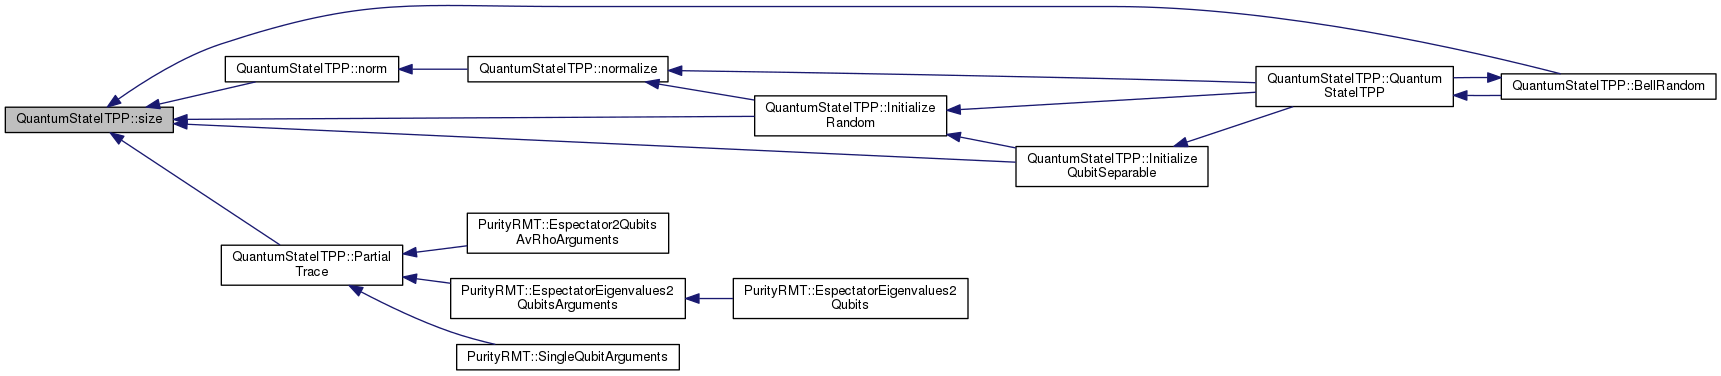 QuantumStateITPP::size
QuantumStateITPP::norm
QuantumStateITPP::normalize
QuantumStateITPP::Initialize
Random
QuantumStateITPP::Initialize
QubitSeparable
QuantumStateITPP::Quantum
StateITPP
QuantumStateITPP::BellRandom
QuantumStateITPP::Partial
Trace
PurityRMT::Espectator2Qubits
AvRhoArguments
PurityRMT::EspectatorEigenvalues2
QubitsArguments
PurityRMT::EspectatorEigenvalues2
Qubits
PurityRMT::SingleQubitArguments